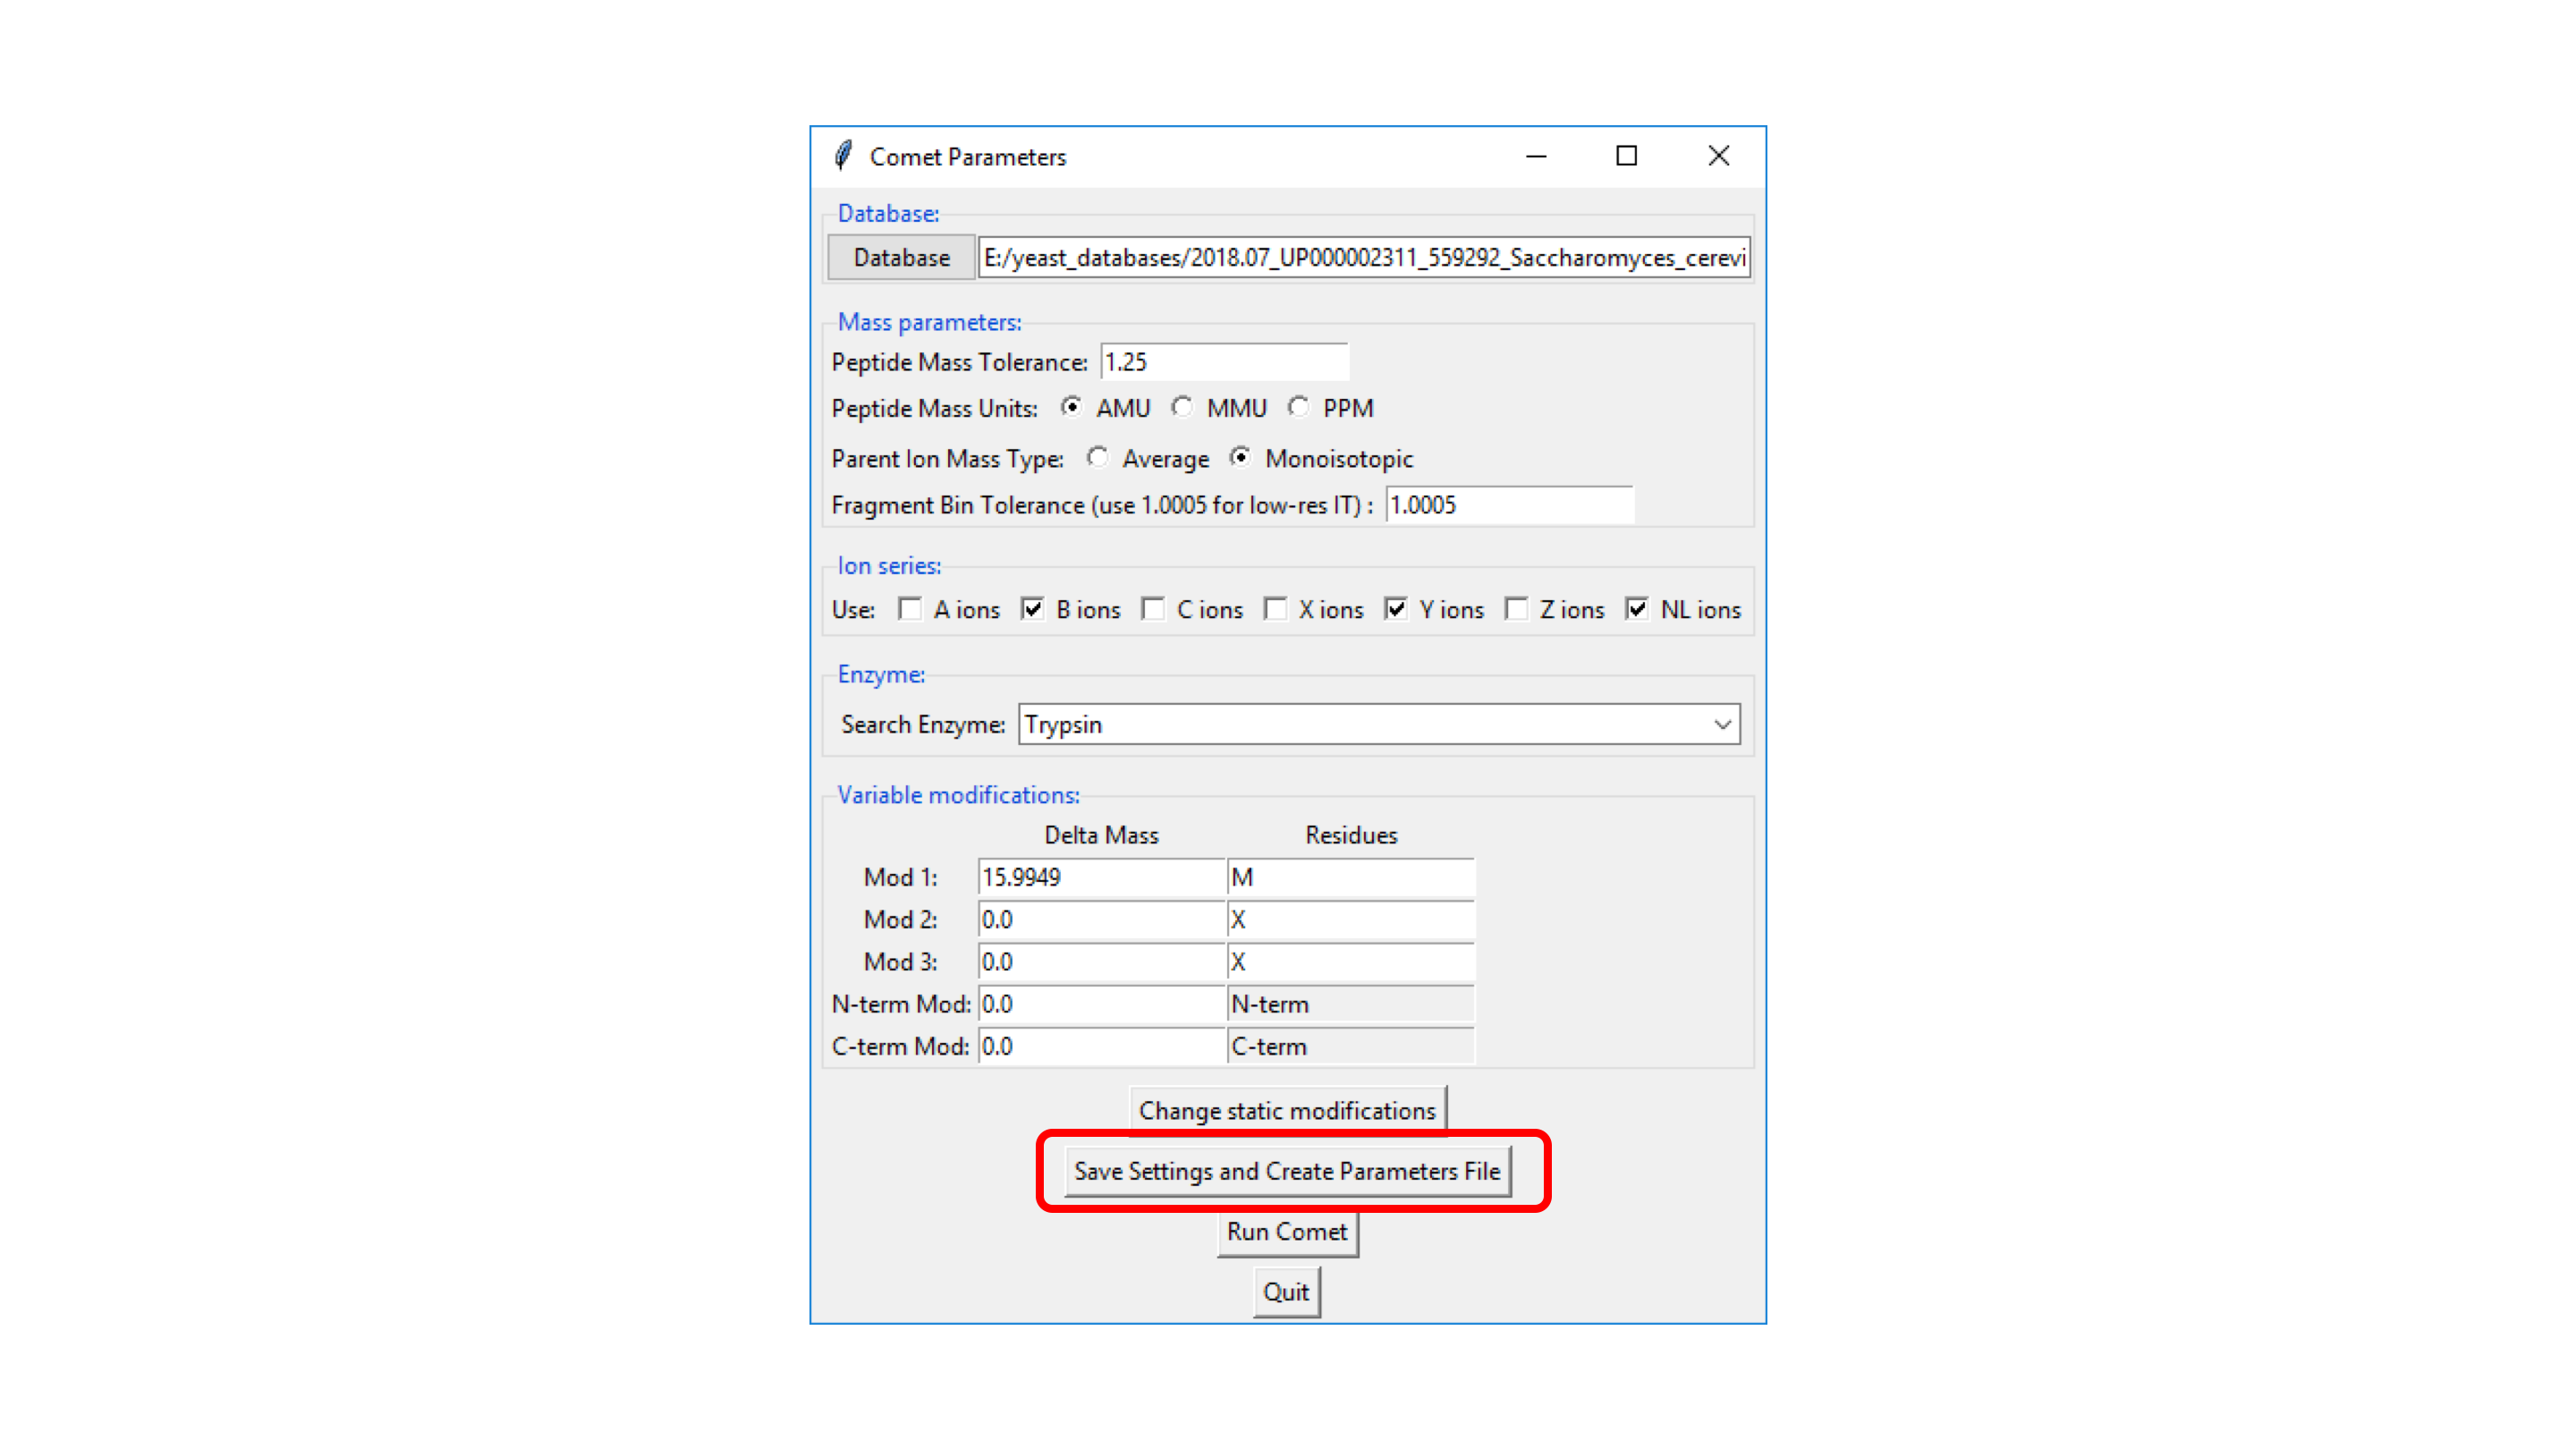 Comet Parameters
Database:
Database E:/yeast_databases/2018.07_UP000002311_559292_Saccharomyces_cerevi
Mass parameters:
Peptide Mass Tolerance: 1.25
Peptide Mass Units: AMU MMU PPM
Parent Ion Mass Type: Average Monoisotopic
Fragment Bin Tolerance (use 1.0005 for low-res IT) : 1.0005
Ion series:
Use: A ions B ions C ions X ions Y ions Z ions NL ions
Enzyme:
Search Enzyme: Trypsin
Variable modifications:
Delta Mass Residues
Mod 1: 15.9949 M
Mod 2: 0.0 X
Mod 3: 0.0 X
N-term Mod: 0.0 N-term
C-term Mod: 0.0 C-term
Change static modifications
Save Settings and Create Parameters File
Run Comet
Quit